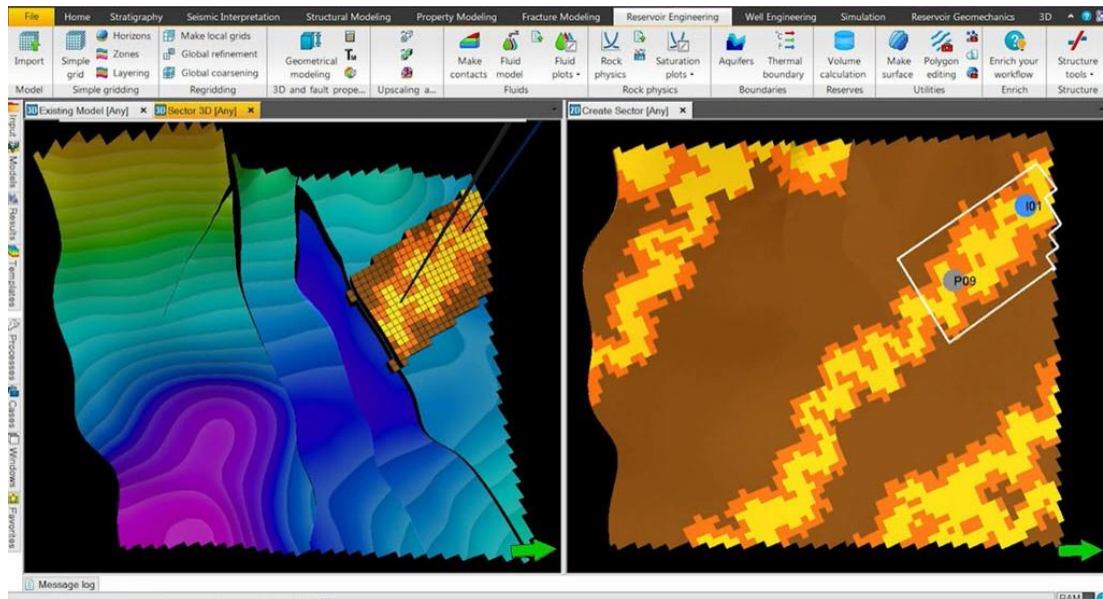 File Home Stratigraphy Seismic Interpretation Structural Modeling Property Modeling Fracture Modeling Reservoir Engineering Well Engineering Simulation Reservoir Geomechanics 3D
Import
Simple grid
Horizons
Zones
Layering
Make local grids
Global refinement
Global coarsening
Geometrical modeling
Make contacts
Fluid model
Fluid plots
Rock physics
Saturation plots
Aquifers
Thermal boundary
Volume calculation
Make surface
Polygon editing
Enrich your workflow
Structure tools
Model Simple gridding Regridding 3D and fault prope... Upscaling a... Fluids Rock physics Boundaries Reserves Utilities Enrich Structure
3D Existing Model [Any] x 3D Sector 3D [Any] x
2D Create Sector [Any] x
Input
Models
Results
Templates
Processes
Cases
Windows
Favorites
I01
P09
Message log
RAM